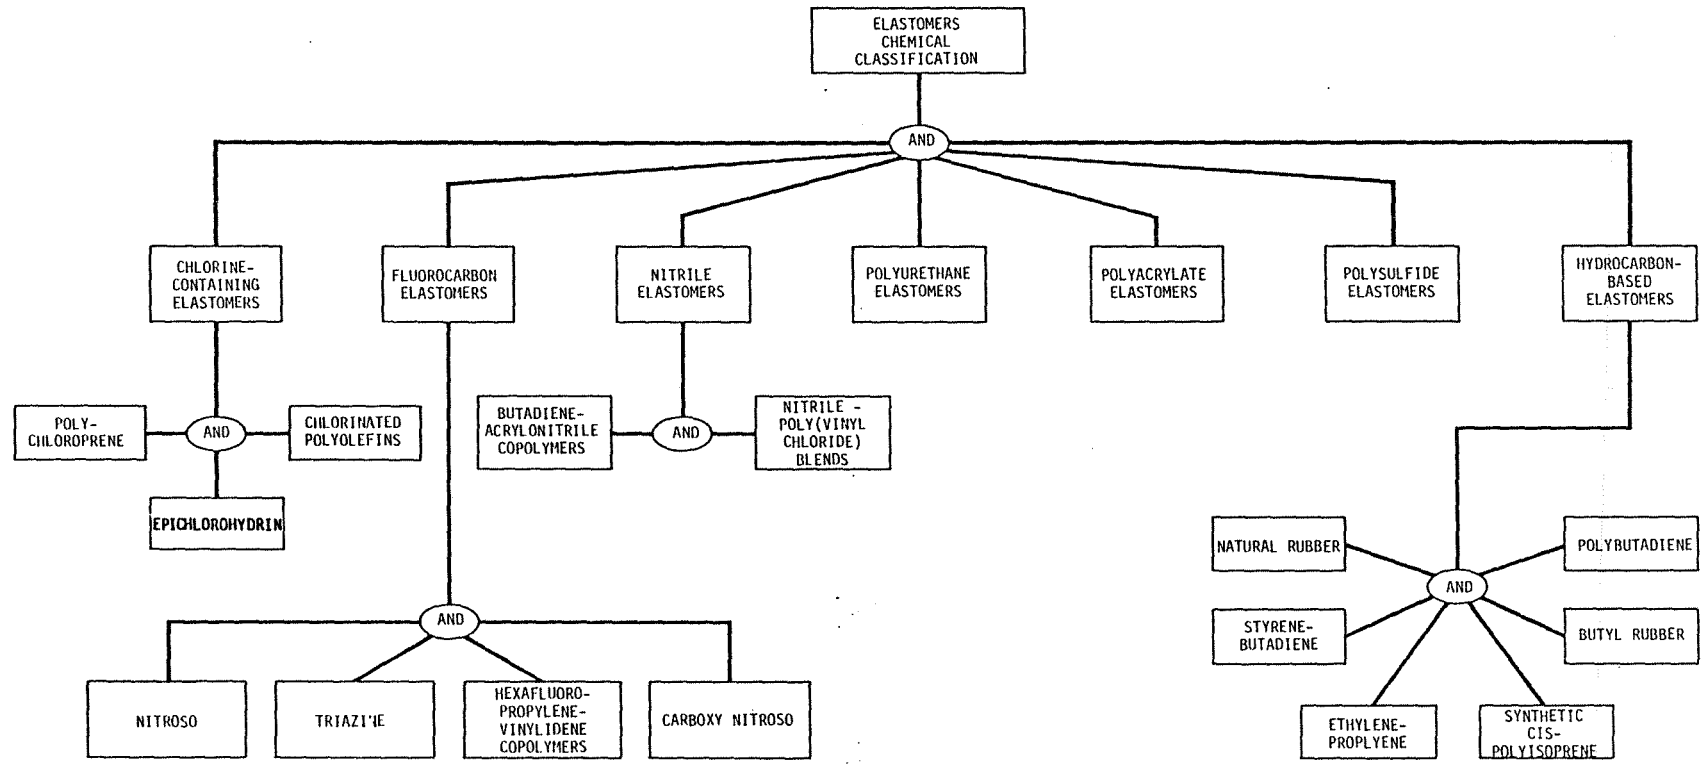 ELASTOMERS
CHEMICAL
CLASSIFICATION
AND
CHLORINE-
CONTAINING
ELASTOMERS
FLUOROCARBON
ELASTOMERS
NITRILE
ELASTOMERS
POLYURETHANE
ELASTOMERS
POLYACRYLATE
ELASTOMERS
POLYSULFIDE
ELASTOMERS
HYDROCARBON-
BASED
ELASTOMERS
POLY-
CHLOROPRENE
AND
CHLORINATED
POLYOLEFINS
EPICHLOROHYDRIN
BUTADIENE-
ACRYLONITRILE
COPOLYMERS
AND
NITRILE -
POLY(VINYL
CHLORIDE)
BLENDS
AND
NITROSO
TRIAZINE
HEXAFLUORO-
PROPYLENE-
VINYLIDENE
COPOLYMERS
CARBOXY NITROSO
NATURAL RUBBER
POLYBUTADIENE
AND
STYRENE-
BUTADIENE
BUTYL RUBBER
ETHYLENE-
PROPLYENE
SYNTHETIC
CIS-
POLYISOPRENE